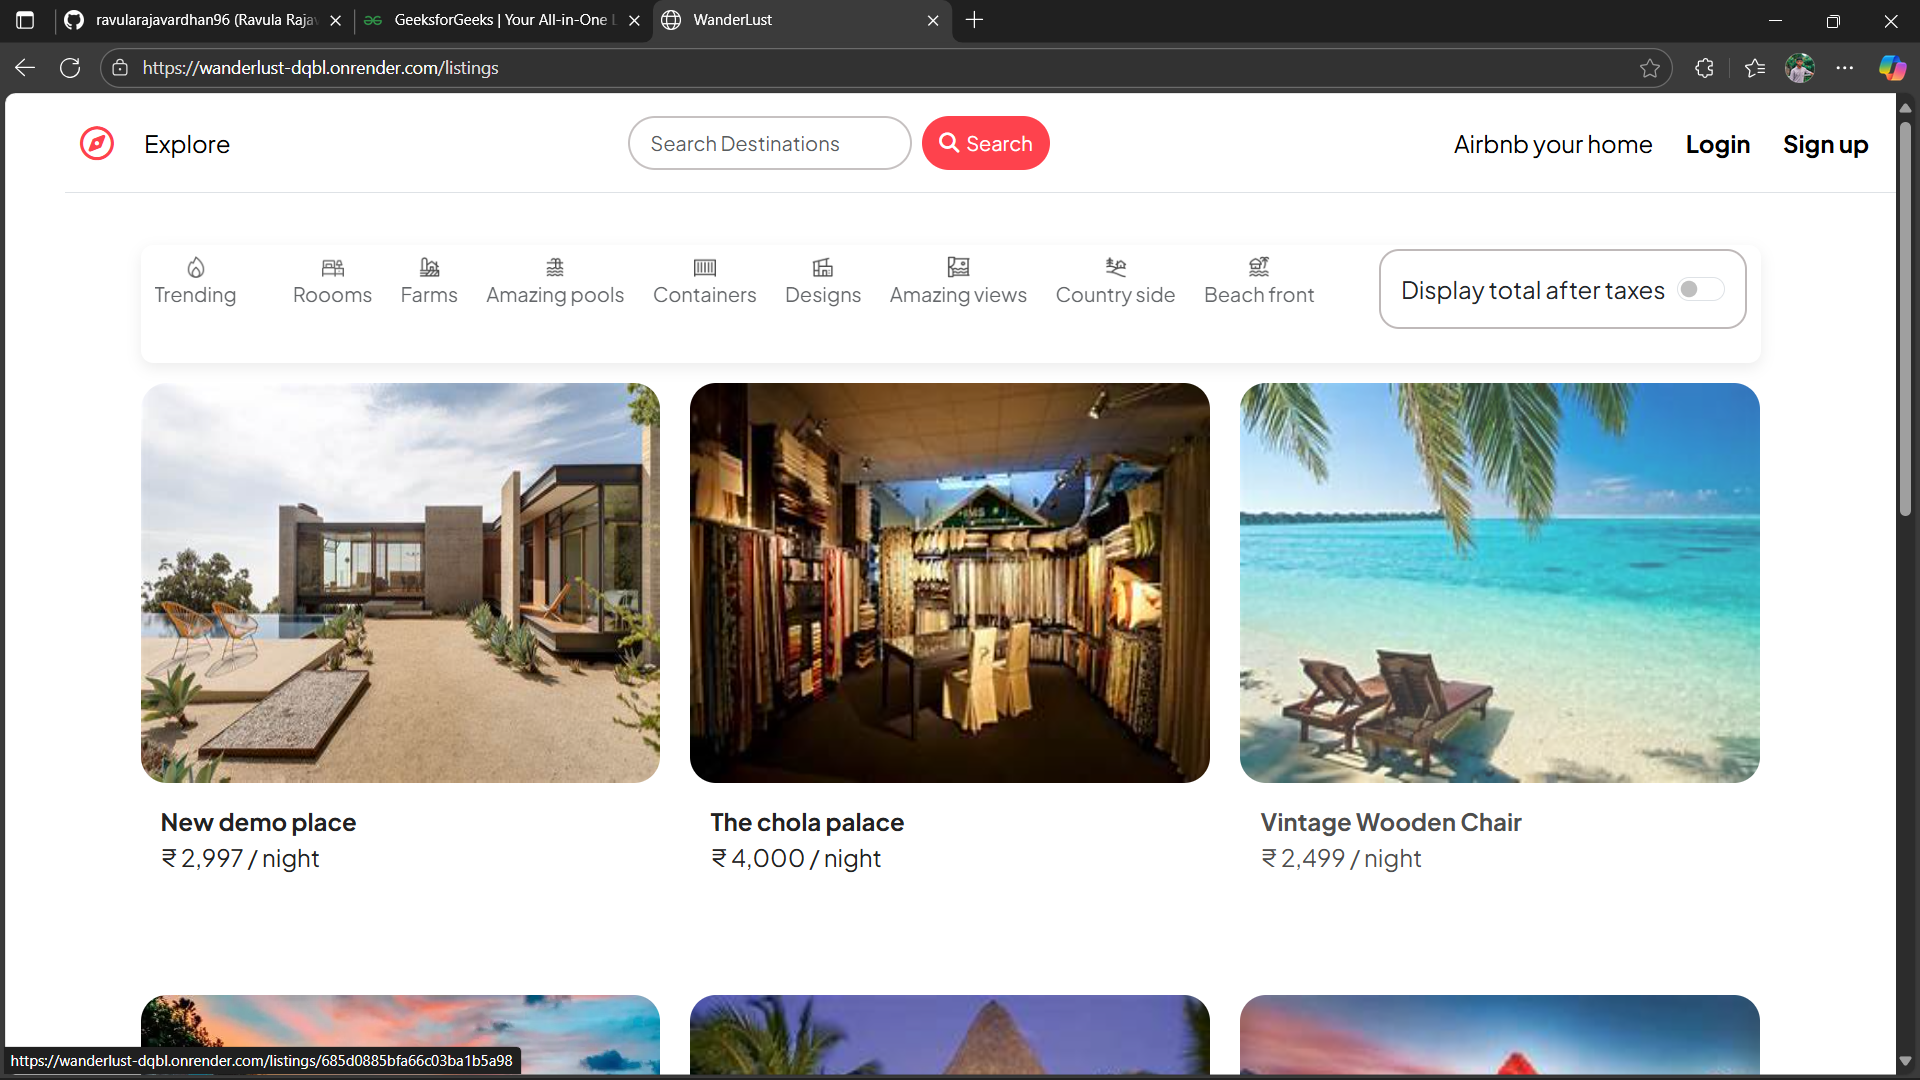 ravularajavardhan96 (Ravula Raja
GeeksforGeeks | Your All-in-One
WanderLust
https://wanderlust-dqbl.onrender.com/listings
Explore
Search Destinations
Search
Airbnb your home
Login
Sign up
Trending
Roooms
Farms
Amazing pools
Containers
Designs
Amazing views
Country side
Beach front
Display total after taxes
New demo place
₹ 2,997 / night
The chola palace
₹ 4,000 / night
Vintage Wooden Chair
₹ 2,499 / night
https://wanderlust-dqbl.onrender.com/listings/685d0885bfa66c03ba1b5a98